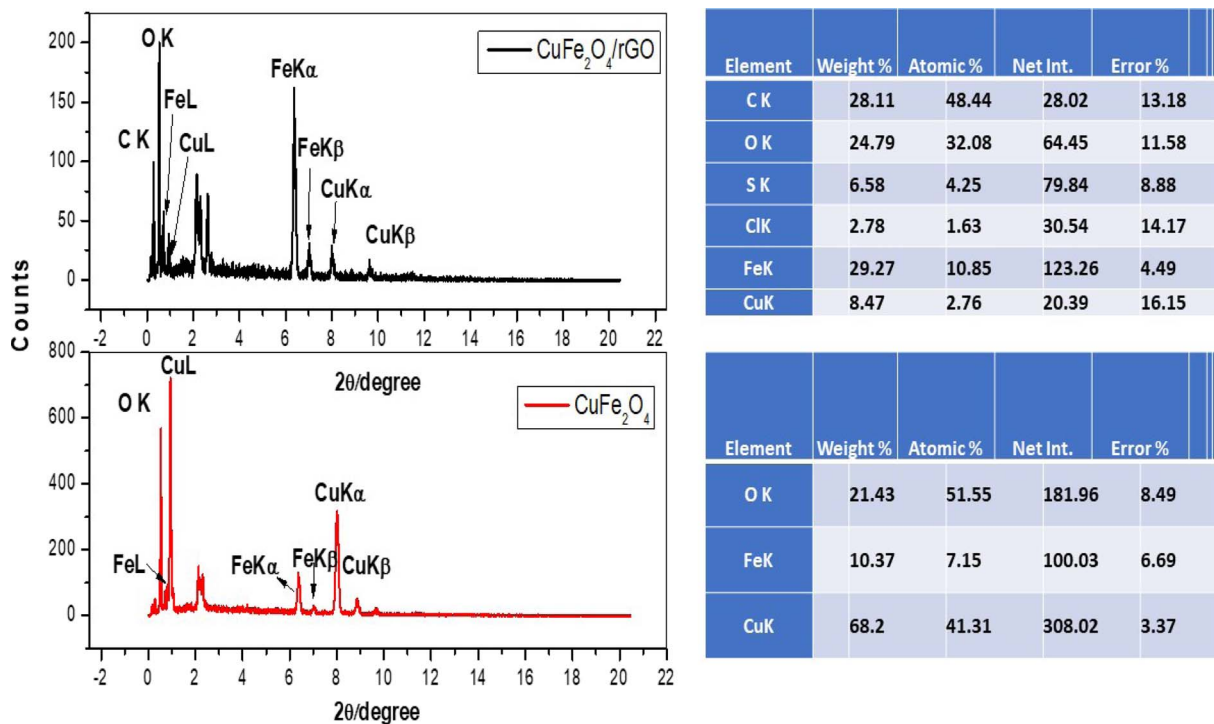 Counts
CuFe₂O₄/rGO
O K
FeL
C K
CuL
FeKα
FeKβ
CuKα
CuKβ
200
150
100
50
0
-2 0 2 4 6 8 10 12 14 16 18 20 22
2θ/degree
CuFe₂O₄
O K
CuL
FeL
FeKα
FeKβ
CuKα
CuKβ
800
600
400
200
0
-2 0 2 4 6 8 10 12 14 16 18 20 22
2θ/degree
Element Weight % Atomic % Net Int. Error %
C K 28.11 48.44 28.02 13.18
O K 24.79 32.08 64.45 11.58
S K 6.58 4.25 79.84 8.88
ClK 2.78 1.63 30.54 14.17
FeK 29.27 10.85 123.26 4.49
CuK 8.47 2.76 20.39 16.15
Element Weight % Atomic % Net Int. Error %
O K 21.43 51.55 181.96 8.49
FeK 10.37 7.15 100.03 6.69
CuK 68.2 41.31 308.02 3.37